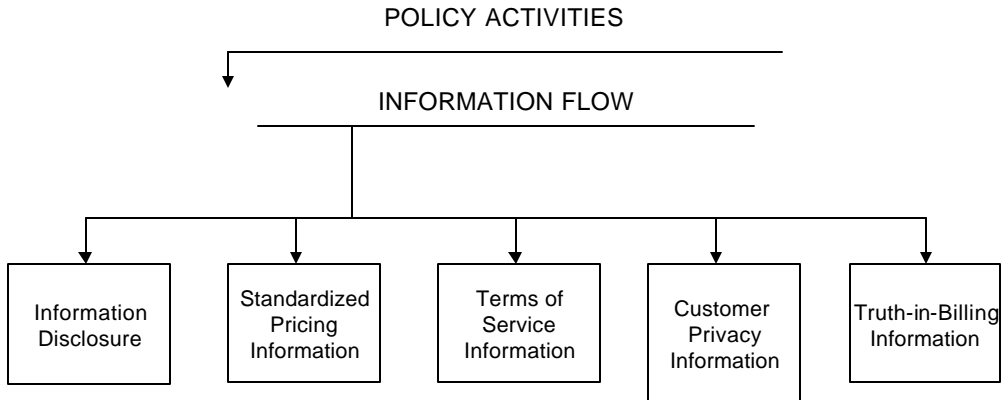 POLICY ACTIVITIES
INFORMATION FLOW
Information
Disclosure
Standardized
Pricing
Information
Terms of
Service
Information
Customer
Privacy
Information
Truth-in-Billing
Information